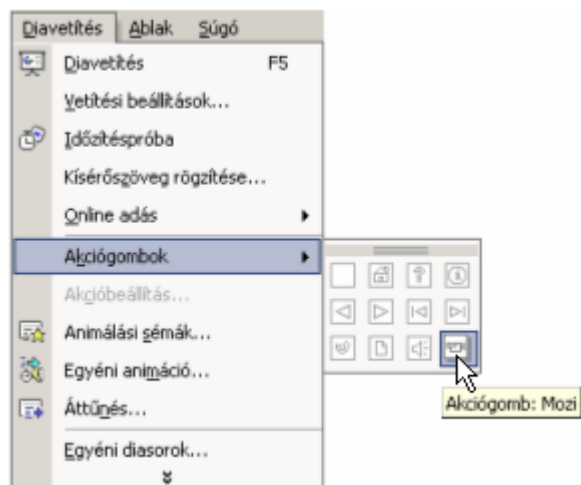 Diavetítés Ablak Súgó
Diavetítés F5
Vetítési beállítások...
Időzítéspróba
Kísérőszöveg rögzítése...
Online adás
Akciógombok
Akcióbeállítás...
Animálási sémák...
Egyéni animáció...
Áttűnés...
Egyéni diasorok...
Akciógomb: Mozi